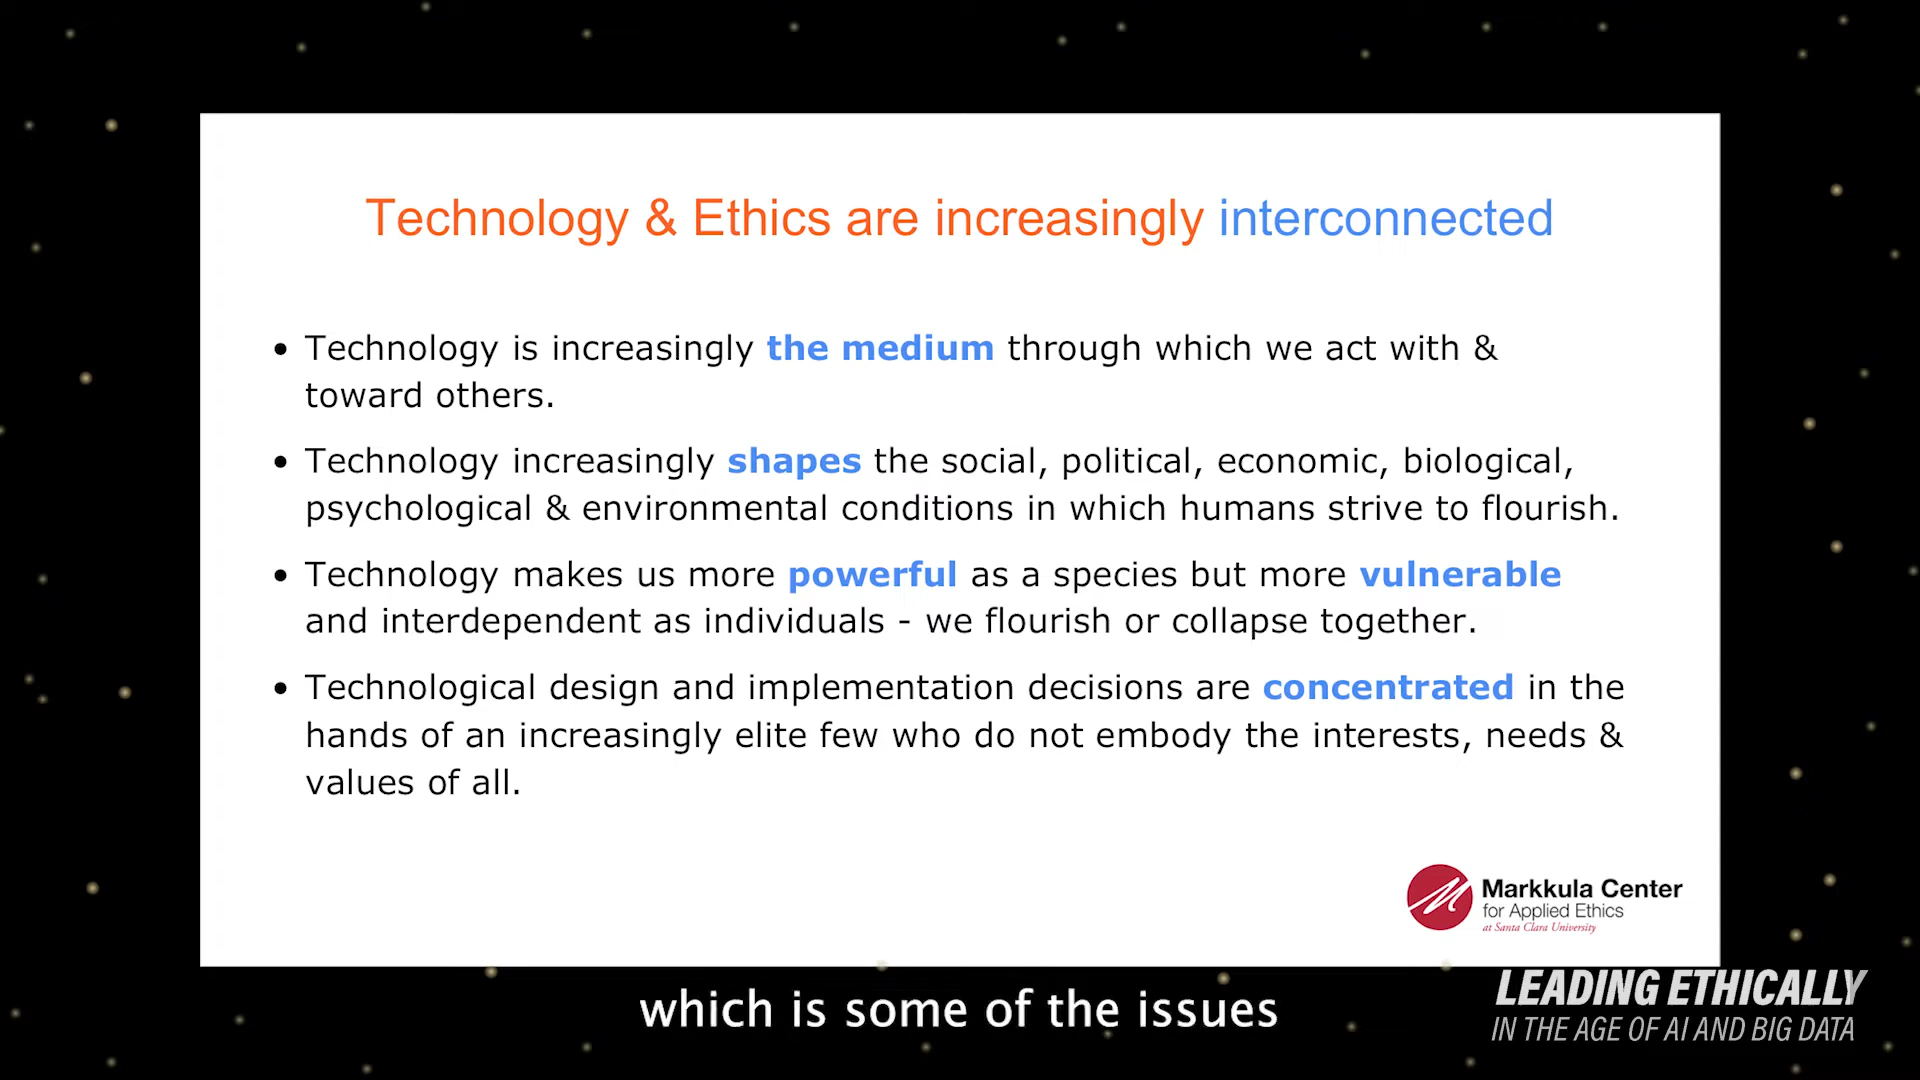 Technology & Ethics are increasingly interconnected
• Technology is increasingly the medium through which we act with &
toward others.
• Technology increasingly shapes the social, political, economic, biological,
psychological & environmental conditions in which humans strive to flourish.
• Technology makes us more powerful as a species but more vulnerable
and interdependent as individuals - we flourish or collapse together.
• Technological design and implementation decisions are concentrated in the
hands of an increasingly elite few who do not embody the interests, needs &
values of all.
Markkula Center
for Applied Ethics
at Santa Clara University
which is some of the issues
LEADING ETHICALLY
IN THE AGE OF AI AND BIG DATA